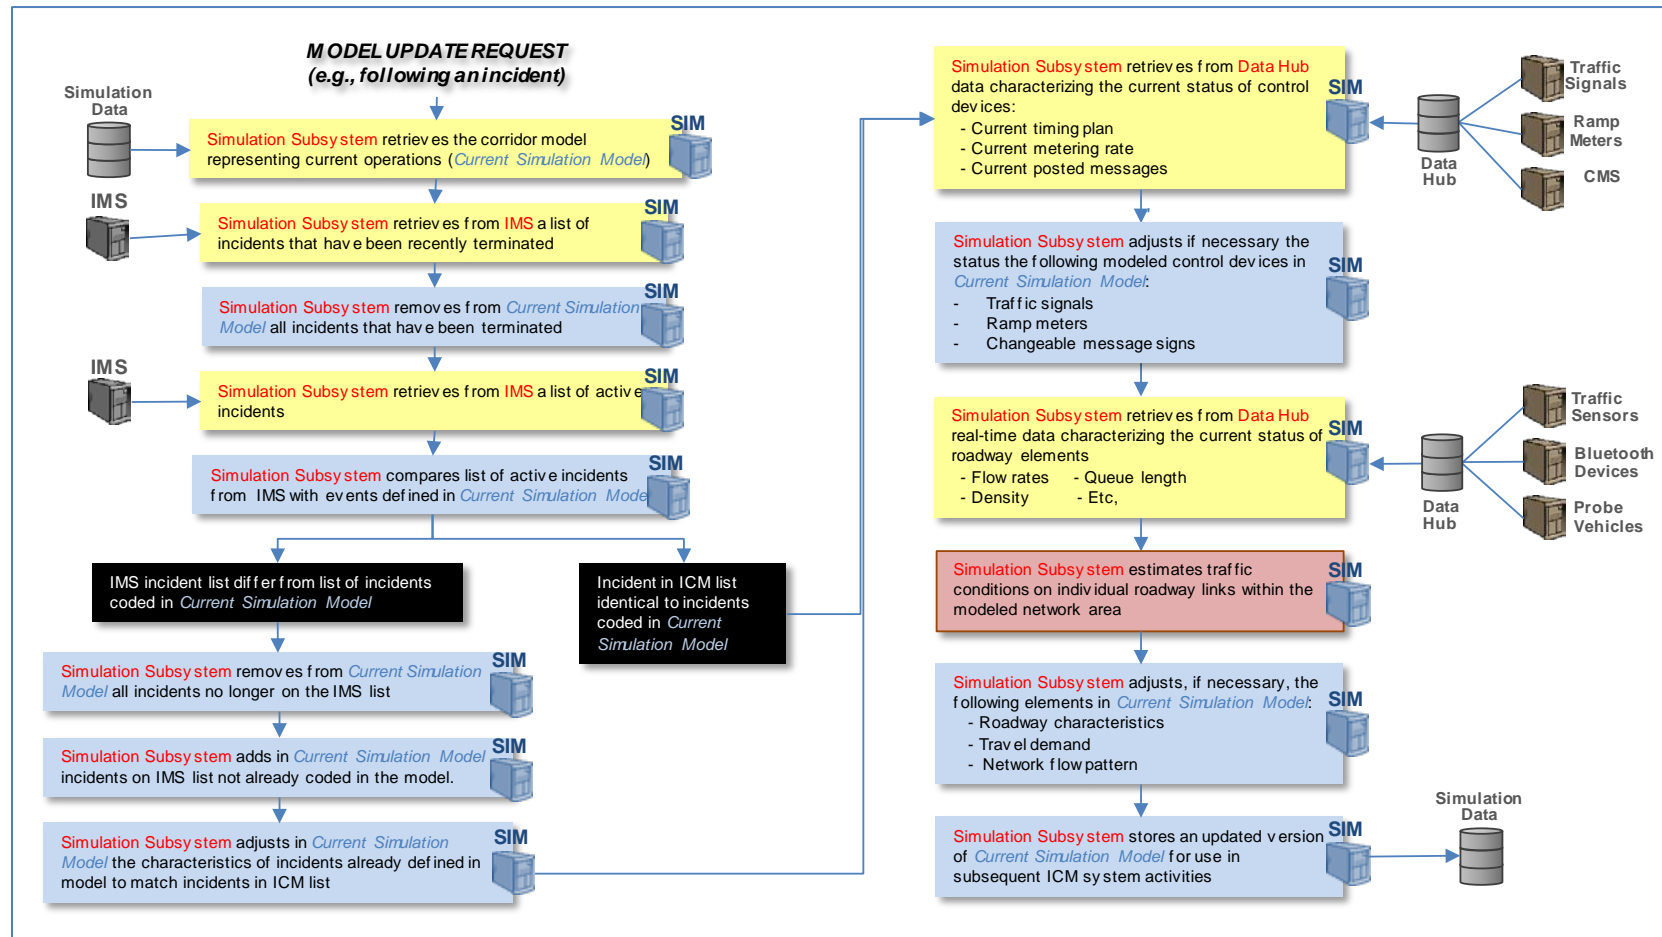 MODEL UPDATE REQUEST
(e.g., following an incident)
Simulation
Data
SIM
Simulation Subsystem retrieves the corridor model
representing current operations (Current Simulation Model)
IMS
SIM
Simulation Subsystem retrieves from IMS a list of
incidents that have been recently terminated
SIM
Simulation Subsystem removes from Current Simulation
Model all incidents that have been terminated
IMS
SIM
Simulation Subsystem retrieves from IMS a list of active
incidents
SIM
Simulation Subsystem compares list of active incidents
from IMS with events defined in Current Simulation Model
IMS incident list differ from list of incidents
coded in Current Simulation Model
Incident in ICM list
identical to incidents
coded in Current
Simulation Model
SIM
Simulation Subsystem removes from Current Simulation
Model all incidents no longer on the IMS list
SIM
Simulation Subsystem adds in Current Simulation Model
incidents on IMS list not already coded in the model.
SIM
Simulation Subsystem adjusts in Current Simulation
Model the characteristics of incidents already defined in
model to match incidents in ICM list
Simulation Subsystem retrieves from Data Hub
data characterizing the current status of control
devices:
- Current timing plan
- Current metering rate
- Current posted messages
SIM
Data
Hub
Traffic
Signals
Ramp
Meters
CMS
Simulation Subsystem adjusts if necessary the
status the following modeled control devices in
Current Simulation Model:
- Traffic signals
- Ramp meters
- Changeable message signs
SIM
Simulation Subsystem retrieves from Data Hub
real-time data characterizing the current status of
roadway elements
- Flow rates - Queue length
- Density - Etc,
SIM
Data
Hub
Traffic
Sensors
Bluetooth
Devices
Probe
Vehicles
Simulation Subsystem estimates traffic
conditions on individual roadway links within the
modeled network area
SIM
Simulation Subsystem adjusts, if necessary, the
following elements in Current Simulation Model:
- Roadway characteristics
- Travel demand
- Network flow pattern
SIM
Simulation Subsystem stores an updated version
of Current Simulation Model for use in
subsequent ICM system activities
SIM
Simulation
Data